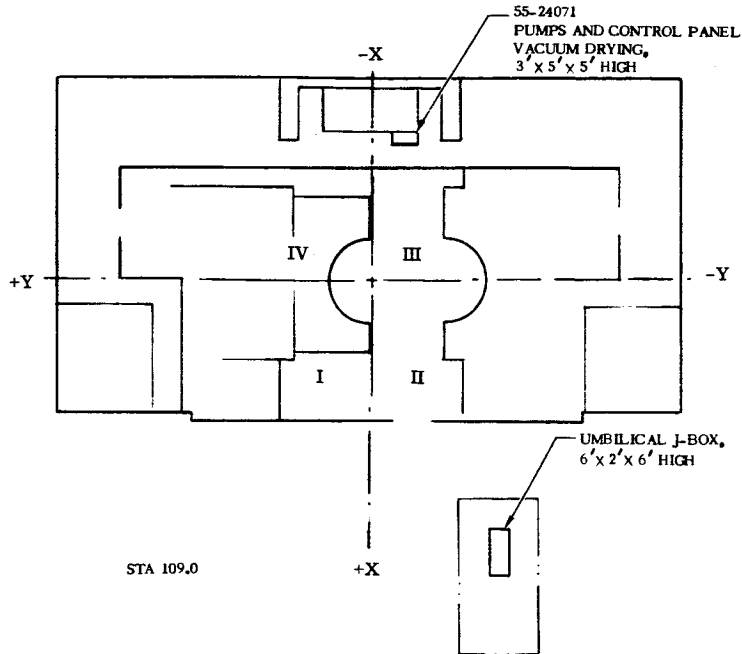 55-24071
PUMPS AND CONTROL PANEL
VACUUM DRYING.
3' X 5' X 5' HIGH
-X
IV
III
+Y
-Y
I
II
UMBILICAL J-BOX.
6' X 2' X 6' HIGH
STA 109.0
+X